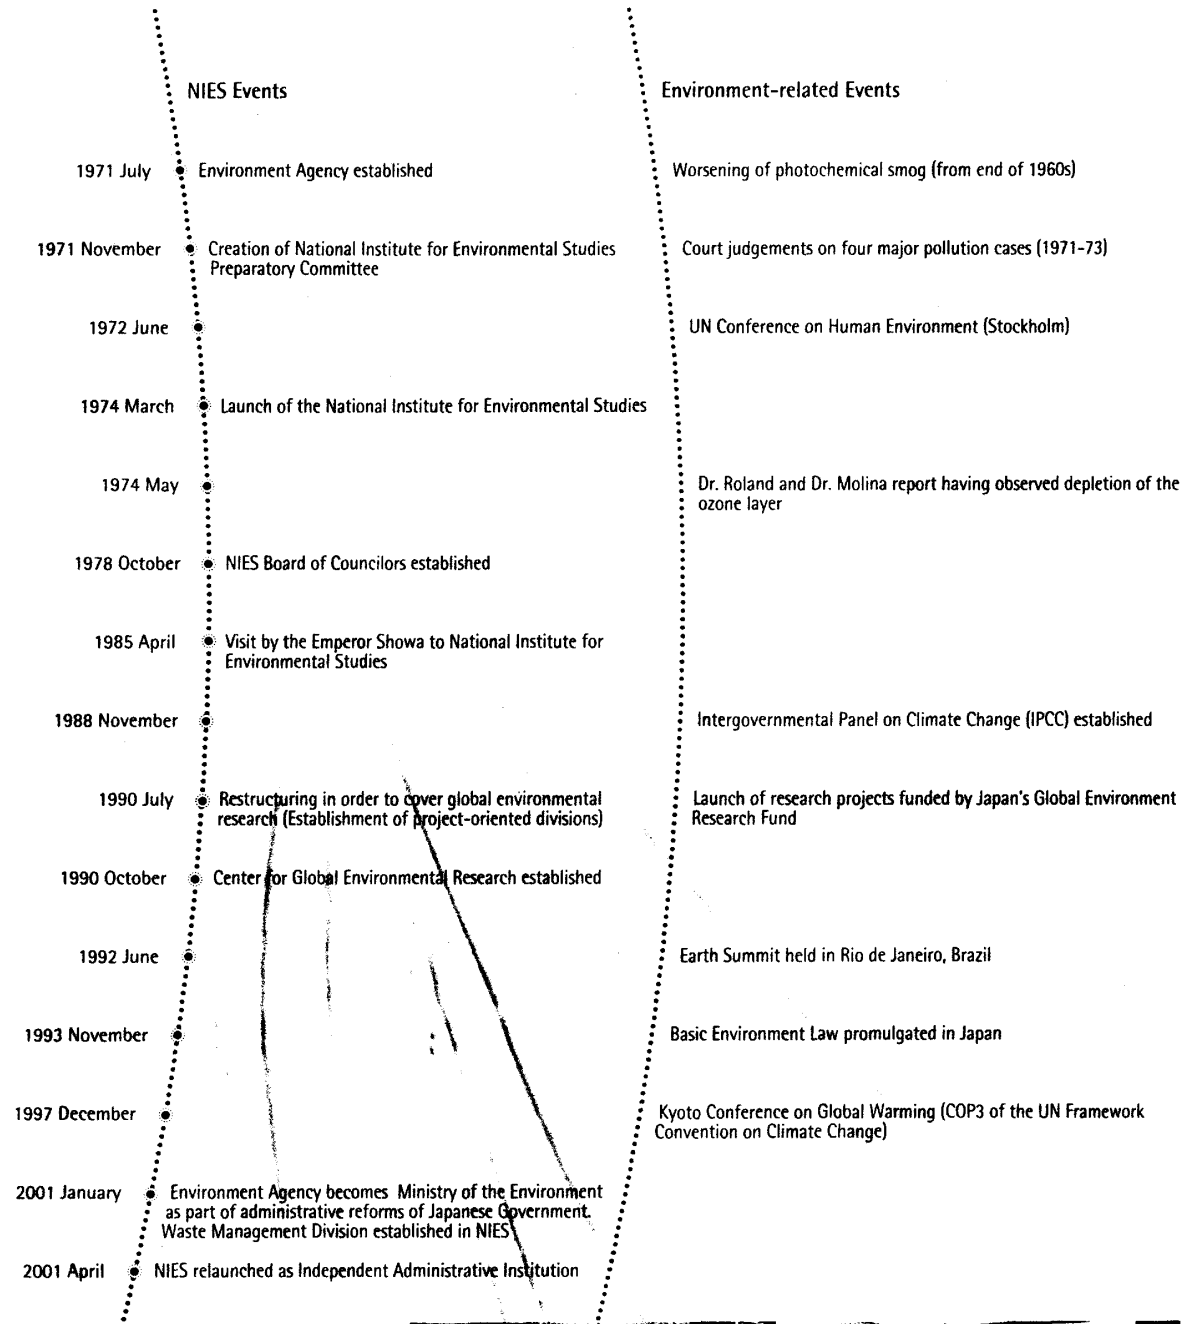 NIES Events
Environment-related Events
1971 July
Environment Agency established
Worsening of photochemical smog (from end of 1960s)
1971 November
Creation of National Institute for Environmental Studies
Preparatory Committee
Court judgements on four major pollution cases (1971-73)
1972 June
UN Conference on Human Environment (Stockholm)
1974 March
Launch of the National Institute for Environmental Studies
1974 May
Dr. Roland and Dr. Molina report having observed depletion of the
ozone layer
1978 October
NIES Board of Councilors established
1985 April
Visit by the Emperor Showa to National Institute for
Environmental Studies
1988 November
Intergovernmental Panel on Climate Change (IPCC) established
1990 July
Restructuring in order to cover global environmental
research (Establishment of project-oriented divisions)
Launch of research projects funded by Japan's Global Environment
Research Fund
1990 October
Center for Global Environmental Research established
1992 June
Earth Summit held in Rio de Janeiro, Brazil
1993 November
Basic Environment Law promulgated in Japan
1997 December
Kyoto Conference on Global Warming (COP3 of the UN Framework
Convention on Climate Change)
2001 January
Environment Agency becomes Ministry of the Environment
as part of administrative reforms of Japanese Government.
Waste Management Division established in NIES
2001 April
NIES relaunched as Independent Administrative Institution